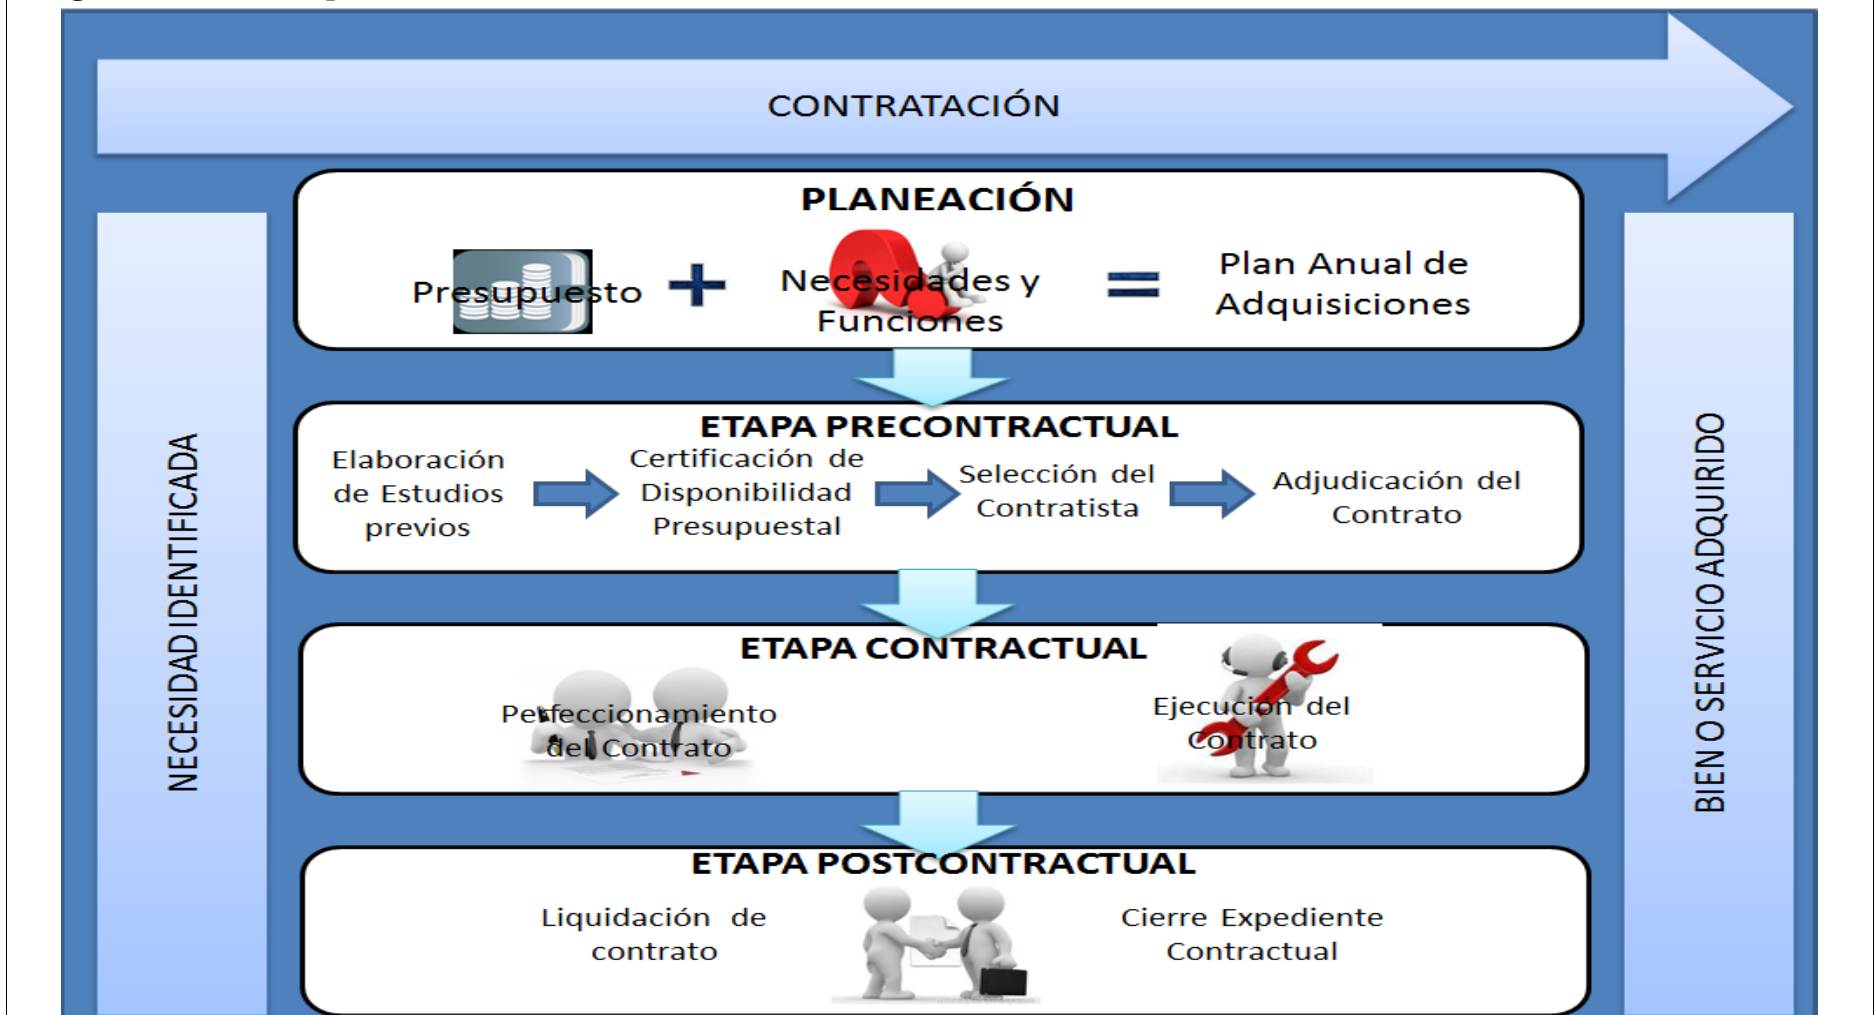 CONTRATACIÓN
NECESIDAD IDENTIFICADA
PLANEACIÓN
Presupuesto
+
Necesidades y
Funciones
=
Plan Anual de
Adquisiciones
ETAPA PRECONTRACTUAL
Elaboración
de Estudios
previos
Certificación de
Disponibilidad
Presupuestal
Selección del
Contratista
Adjudicación del
Contrato
ETAPA CONTRACTUAL
Perfeccionamiento
del Contrato
Ejecución del
Contrato
ETAPA POSTCONTRACTUAL
Liquidación de
contrato
Cierre Expediente
Contractual
BIEN O SERVICIO ADQUIRIDO